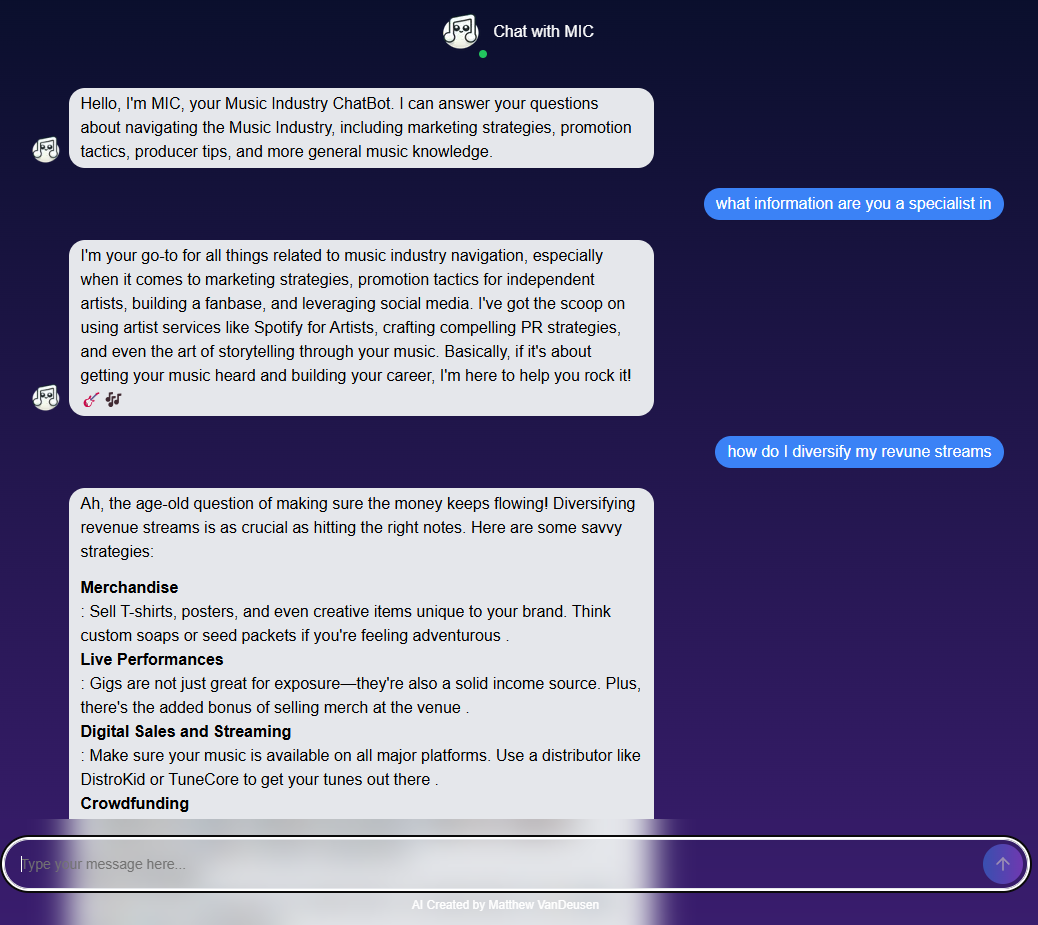 Chat with MIC
Hello, I'm MIC, your Music Industry ChatBot. I can answer your questions
about navigating the Music Industry, including marketing strategies, promotion
tactics, producer tips, and more general music knowledge.
what information are you a specialist in
I'm your go-to for all things related to music industry navigation, especially
when it comes to marketing strategies, promotion tactics for independent
artists, building a fanbase, and leveraging social media. I've got the scoop on
using artist services like Spotify for Artists, crafting compelling PR strategies,
and even the art of storytelling through your music. Basically, if it's about
getting your music heard and building your career, I'm here to help you rock it!
🎸 🎶
how do I diversify my revune streams
Ah, the age-old question of making sure the money keeps flowing! Diversifying
revenue streams is as crucial as hitting the right notes. Here are some savvy
strategies:
Merchandise
: Sell T-shirts, posters, and even creative items unique to your brand. Think
custom soaps or seed packets if you're feeling adventurous .
Live Performances
: Gigs are not just great for exposure—they're also a solid income source. Plus,
there's the added bonus of selling merch at the venue .
Digital Sales and Streaming
: Make sure your music is available on all major platforms. Use a distributor like
DistroKid or TuneCore to get your tunes out there .
Crowdfunding
Type your message here...
AI Created by Matthew VanDeusen